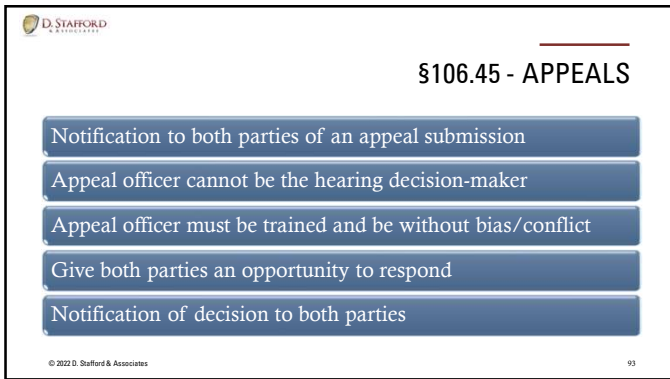 D. STAFFORD
& ASSOCIATES
§106.45 - APPEALS
Notification to both parties of an appeal submission
Appeal officer cannot be the hearing decision-maker
Appeal officer must be trained and be without bias/conflict
Give both parties an opportunity to respond
Notification of decision to both parties
© 2022 D. Stafford & Associates
93